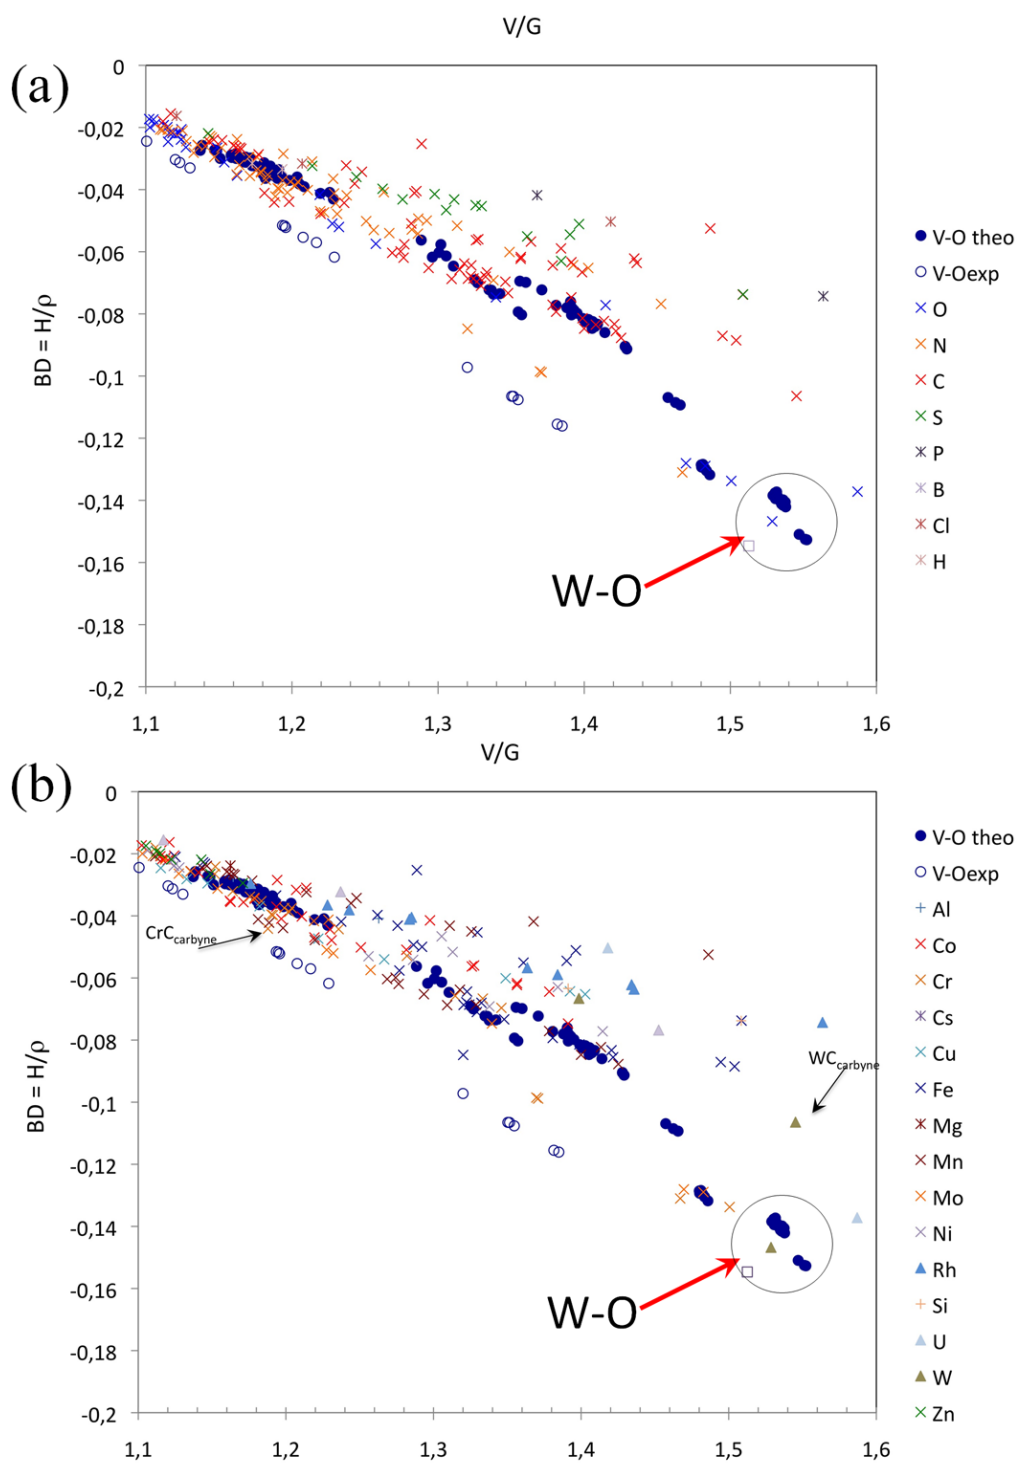 V/G
(a)
0
-0,02
-0,04
-0,06
-0,08
-0,1
-0,12
-0,14
-0,16
-0,18
-0,2
BD = H/ρ
1,1 1,2 1,3 1,4 1,5 1,6
W-O
V-O theo
V-Oexp
O
N
C
S
P
B
Cl
H
V/G
(b)
0
-0,02
-0,04
-0,06
-0,08
-0,1
-0,12
-0,14
-0,16
-0,18
-0,2
BD = H/ρ
1,1 1,2 1,3 1,4 1,5 1,6
CrCcarbyne
WCcarbyne
W-O
V-O theo
V-Oexp
Al
Co
Cr
Cs
Cu
Fe
Mg
Mn
Mo
Ni
Rh
Si
U
W
Zn